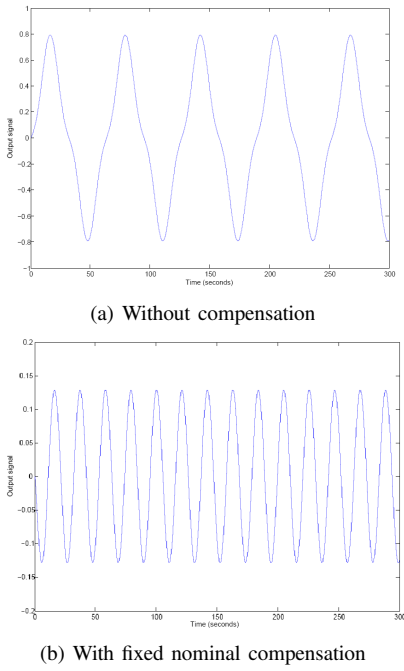 1
0.8
0.6
0.4
0.2
0
-0.2
-0.4
-0.6
-0.8
-1
Output signal
0 50 100 150 200 250 300
Time (seconds)
(a) Without compensation
0.2
0.15
0.1
0.05
0
-0.05
-0.1
-0.15
-0.2
Output signal
0 50 100 150 200 250 300
Time (seconds)
(b) With fixed nominal compensation